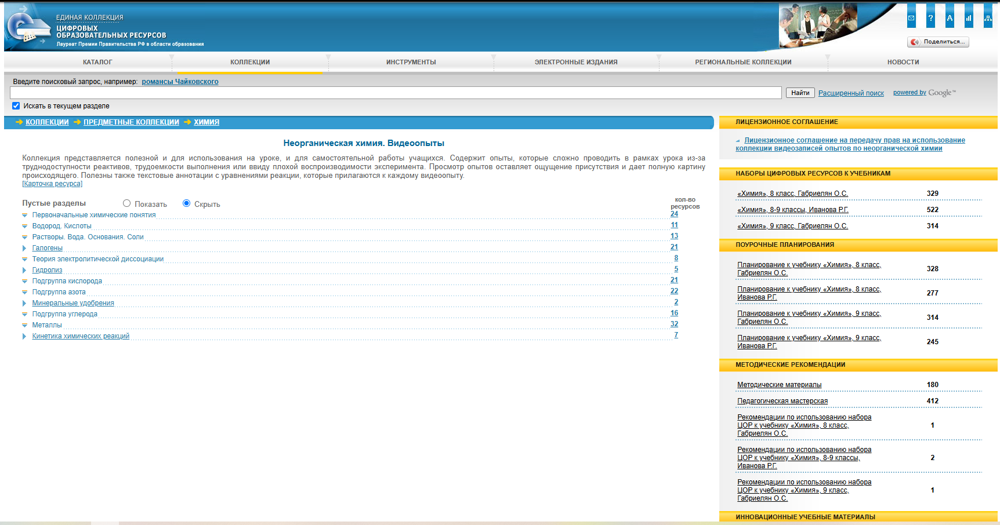 ЕДИНАЯ КОЛЛЕКЦИЯ
ЦИФРОВЫХ
ОБРАЗОВАТЕЛЬНЫХ РЕСУРСОВ
Лауреат Премии Правительства РФ в области образования
?
A
Поделиться...
КАТАЛОГ
КОЛЛЕКЦИИ
ИНСТРУМЕНТЫ
ЭЛЕКТРОННЫЕ ИЗДАНИЯ
РЕГИОНАЛЬНЫЕ КОЛЛЕКЦИИ
НОВОСТИ
Введите поисковый запрос, например: романсы Чайковского
Найти Расширенный поиск powered by Google™
Искать в текущем разделе
КОЛЛЕКЦИИ ПРЕДМЕТНЫЕ КОЛЛЕКЦИИ ХИМИЯ
Неорганическая химия. Видеоопыты
Коллекция представляется полезной и для использования на уроке, и для самостоятельной работы учащихся. Содержит опыты, которые сложно проводить в рамках урока из-за
труднодоступности реактивов, трудоемкости выполнения или ввиду плохой воспроизводимости эксперимента. Просмотр опытов оставляет ощущение присутствия и дает полную картину
происходящего. Полезны также текстовые аннотации с уравнениями реакции, которые прилагаются к каждому видеоопыту.
[Карточка ресурса]
Пустые разделы Показать Скрыть
кол-во
ресурсов
Первоначальные химические понятия 24
Водород. Кислоты 11
Растворы. Вода. Основания. Соли 13
Галогены 21
Теория электролитической диссоциации 8
Гидролиз 5
Подгруппа кислорода 21
Подгруппа азота 22
Минеральные удобрения 2
Подгруппа углерода 16
Металлы 32
Кинетика химических реакций 7
ЛИЦЕНЗИОННОЕ СОГЛАШЕНИЕ
Лицензионное соглашение на передачу прав на использование
коллекции видеозаписей опытов по неорганической химии
НАБОРЫ ЦИФРОВЫХ РЕСУРСОВ К УЧЕБНИКАМ
«Химия», 8 класс, Габриелян О.С. 329
«Химия», 8-9 классы, Иванова Р.Г. 522
«Химия», 9 класс, Габриелян О.С. 314
ПОУРОЧНЫЕ ПЛАНИРОВАНИЯ
Планирование к учебнику «Химия», 8 класс,
Габриелян О.С. 328
Планирование к учебнику «Химия», 8 класс,
Иванова Р.Г. 277
Планирование к учебнику «Химия», 9 класс,
Габриелян О.С. 314
Планирование к учебнику «Химия», 9 класс,
Иванова Р.Г. 245
МЕТОДИЧЕСКИЕ РЕКОМЕНДАЦИИ
Методические материалы 180
Педагогическая мастерская 412
Рекомендации по использованию набора
ЦОР к учебнику «Химия», 8 класс, 1
Габриелян О.С.
Рекомендации по использованию набора
ЦОР к учебнику «Химия», 8-9 классы, 2
Иванова Р.Г.
Рекомендации по использованию набора
ЦОР к учебнику «Химия», 9 класс, 1
Габриелян О.С.
ИННОВАЦИОННЫЕ УЧЕБНЫЕ МАТЕРИАЛЫ